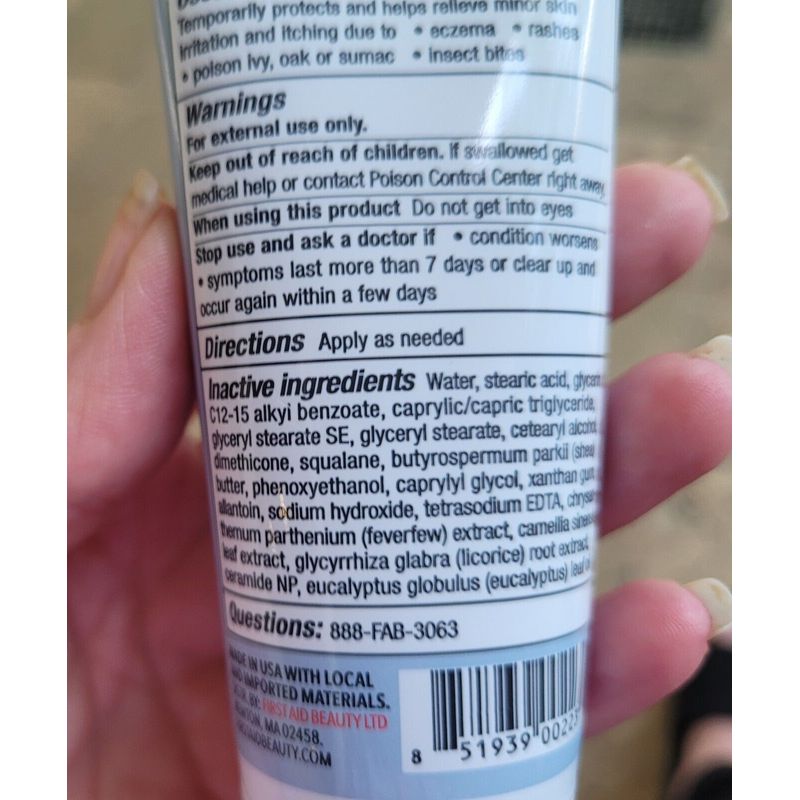 Temporarily protects and helps relieve minor skin
irritation and itching due to • eczema • rashes
• poison ivy, oak or sumac • insect bites
Warnings
For external use only.
Keep out of reach of children. If swallowed get
medical help or contact Poison Control Center right away.
When using this product Do not get into eyes
Stop use and ask a doctor if • condition worsens
• symptoms last more than 7 days or clear up and
occur again within a few days
Directions Apply as needed
Inactive ingredients Water, stearic acid,
C12-15 alkyl benzoate, caprylic/capric triglyceride,
glyceryl stearate SE, glyceryl stearate, cetearyl alcohol,
dimethicone, squalane, butyrospermum parkii (shea
butter, phenoxyethanol, caprylyl glycol, xanthan gum,
allantoin, sodium hydroxide, tetrasodium EDTA,
themum parthenium (feverfew) extract, camellia
leaf extract, glycyrrhiza glabra (licorice) root extract,
ceramide NP, eucalyptus globulus (eucalyptus) leaf
Questions: 888-FAB-3063
MADE IN USA WITH LOCAL
AND IMPORTED MATERIALS.
BY: FIRST AID BEAUTY LTD
MA 02458.
8 51939 0022